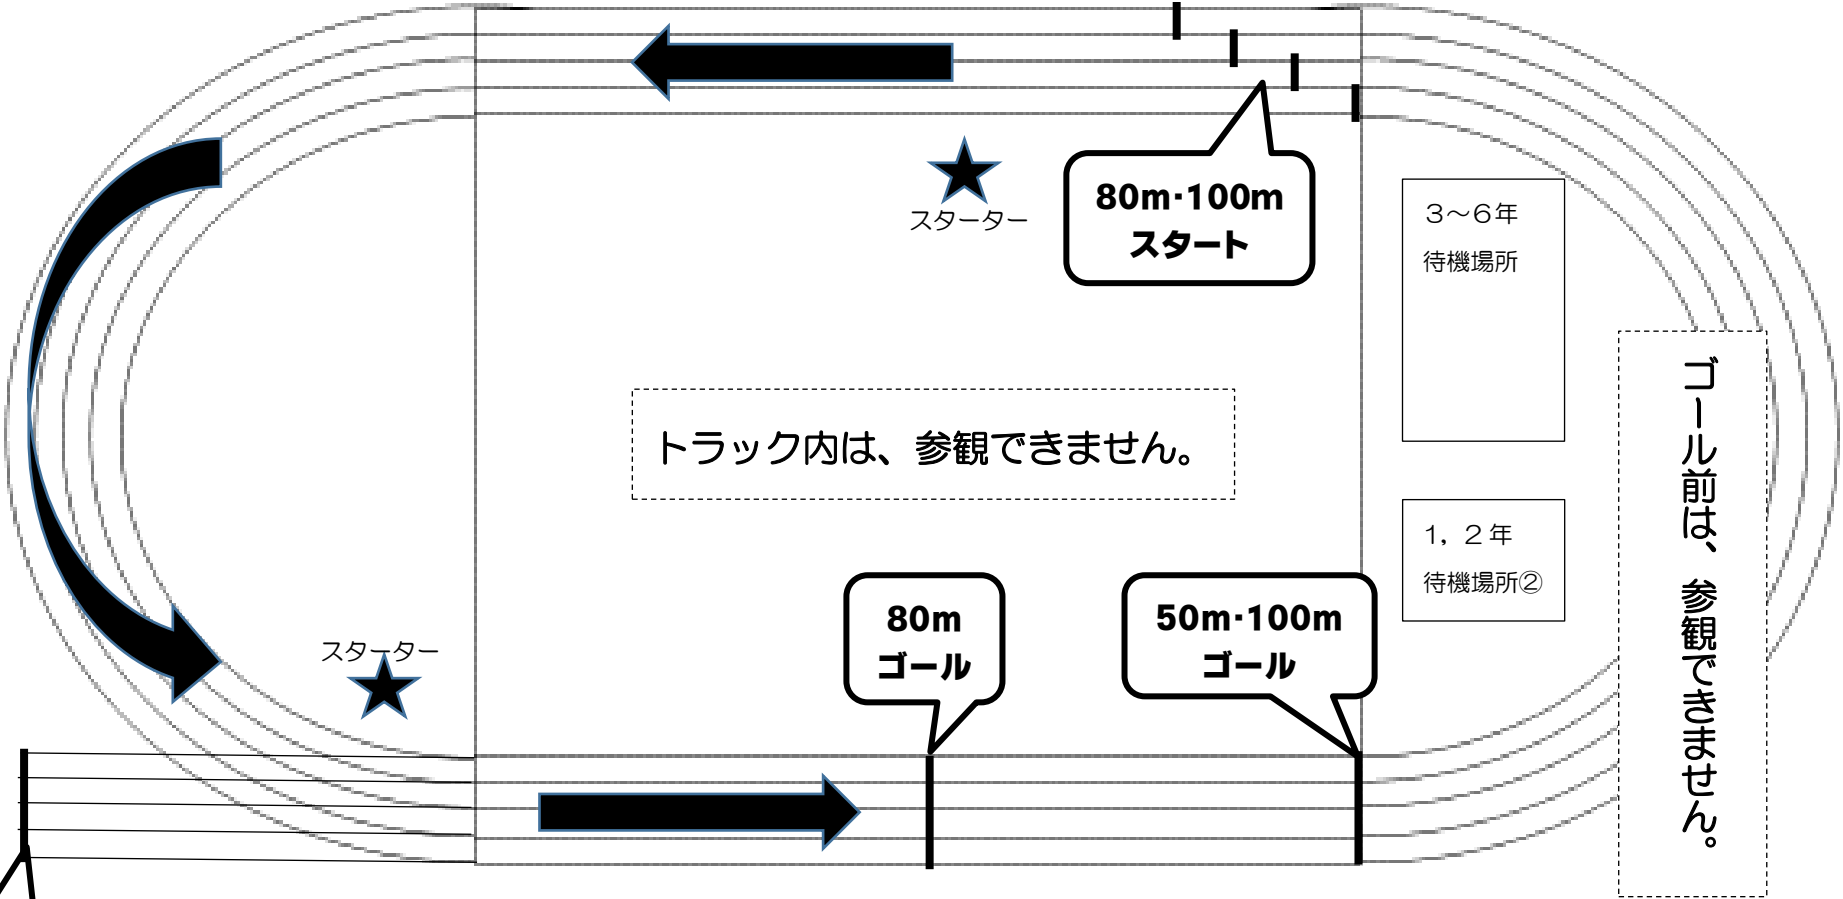 80m·100m
スタート
スターター
3～6年
待機場所
トラック内は、参観できません。
ゴール前は、参観できません。
1，2年
待機場所②
80m
ゴール
50m·100m
ゴール
スターター